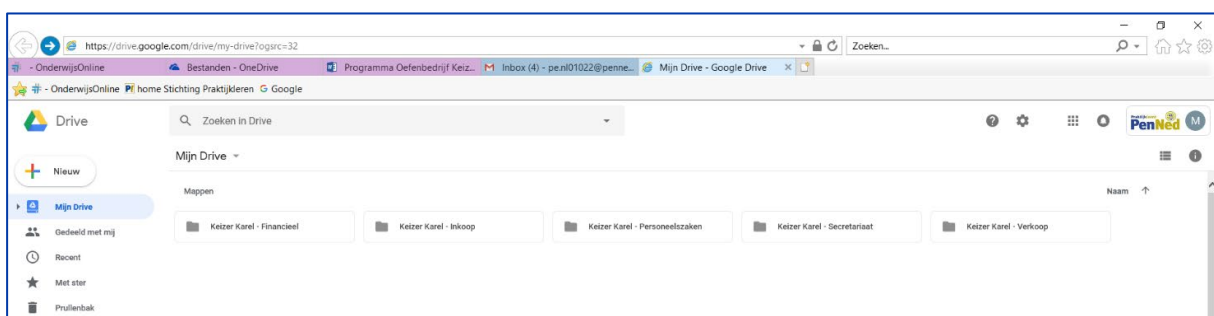 https://drive.google.com/drive/my-drive?ogsrc=32
Zoeken...
- OnderwijsOnline
Bestanden - OneDrive
Programma Oefenbedrijf Keiz...
Inbox (4) - pe.nl01022@penne...
Mijn Drive - Google Drive
- OnderwijsOnline
home Stichting Praktijkleren
Google
Drive
Zoeken in Drive
PenNed
M
Nieuw
Mijn Drive
Mappen
Naam
Mijn Drive
Keizer Karel - Financieel
Keizer Karel - Inkoop
Keizer Karel - Personeelszaken
Keizer Karel - Secretariaat
Keizer Karel - Verkoop
Gedeeld met mij
Recent
Met ster
Prullenbak